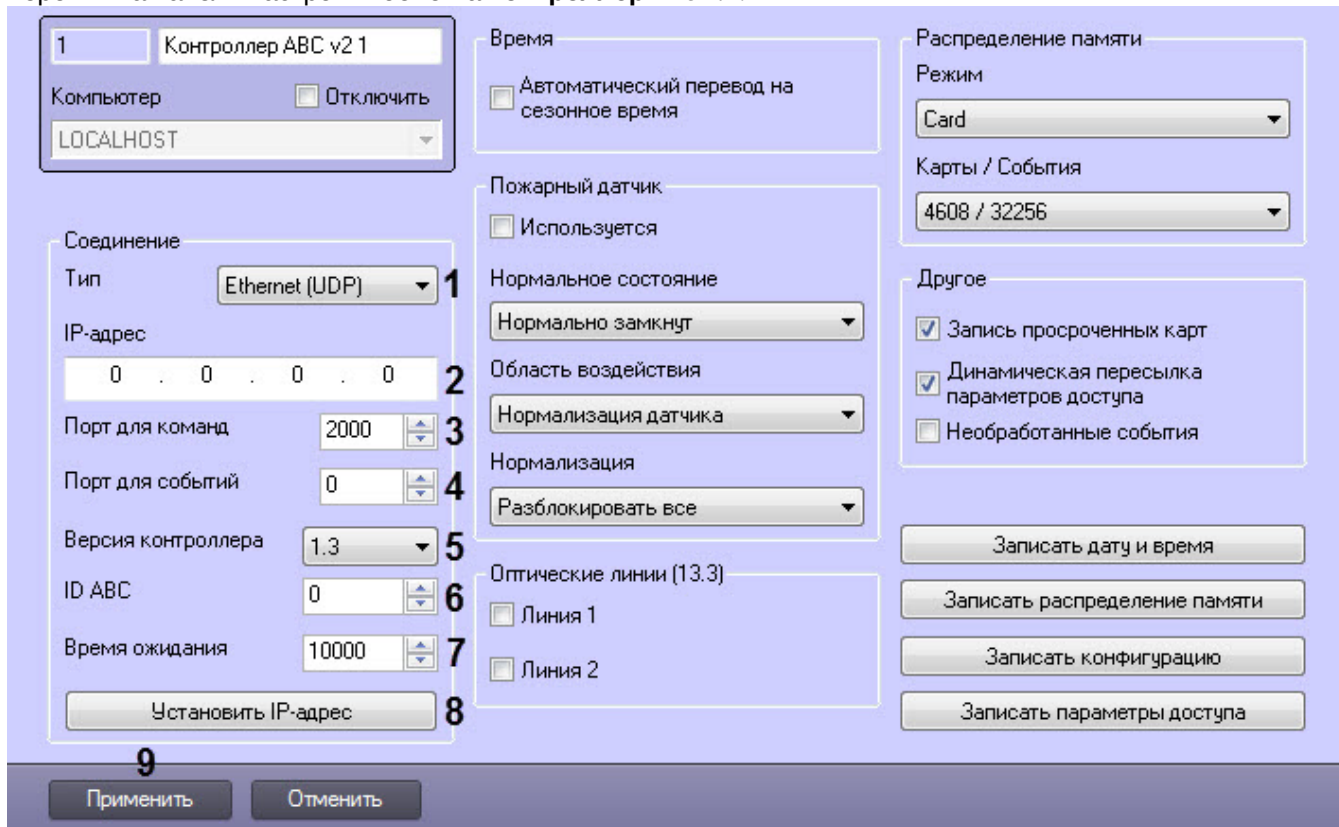 1 Контроллер ABC v2 1
Компьютер Отключить
LOCALHOST
Соединение
Тип Ethernet (UDP) 1
IP-адрес
0 . 0 . 0 . 0 2
Порт для команд 2000 3
Порт для событий 0 4
Версия контроллера 1.3 5
ID ABC 0 6
Время ожидания 10000 7
Установить IP-адрес 8
Время
Автоматический перевод на
сезонное время
Пожарный датчик
Используется
Нормальное состояние
Нормально замкнут
Область воздействия
Нормализация датчика
Нормализация
Разблокировать все
Оптические линии (13.3)
Линия 1
Линия 2
Распределение памяти
Режим
Card
Карты / События
4608 / 32256
Другое
Запись просроченных карт
Динамическая пересылка
параметров доступа
Необработанные события
Записать дату и время
Записать распределение памяти
Записать конфигурацию
Записать параметры доступа
9
Применить Отменить